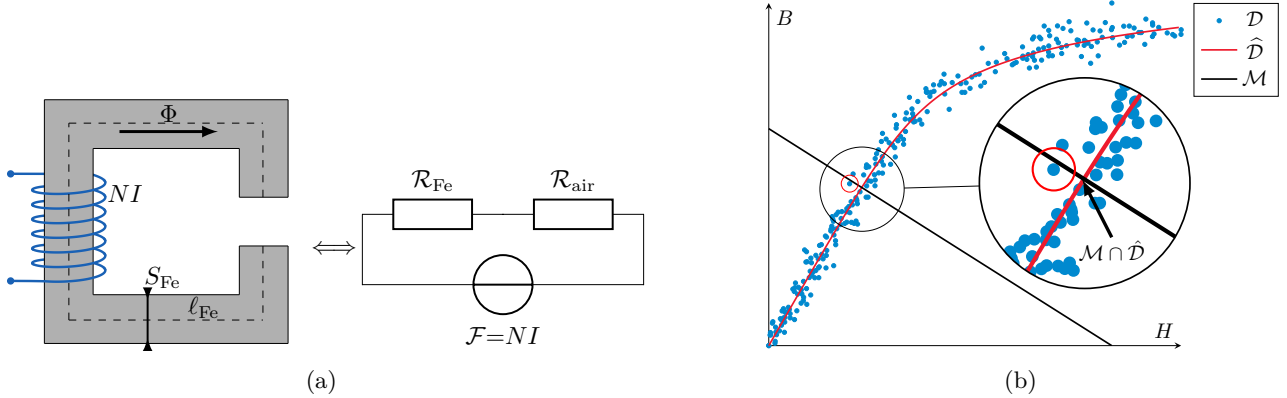 Φ
NI
S_Fe
ℓ_Fe
⟺
ℛ_Fe
ℛ_air
ℱ=NI
(a)
B
H
ℳ ∩ 𝒟̂
𝒟
𝒟̂
ℳ
(b)